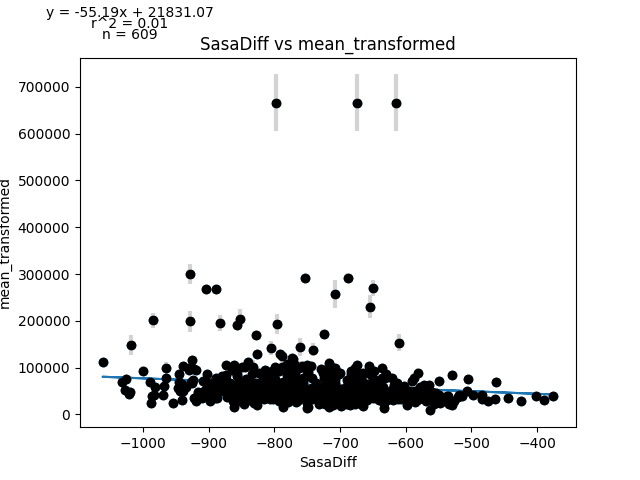 y = -55.19x + 21831.07
r^2 = 0.01
n = 609
SasaDiff vs mean_transformed
700000
600000
500000
400000
300000
200000
100000
0
mean_transformed
−1000 −900 −800 −700 −600 −500 −400
SasaDiff